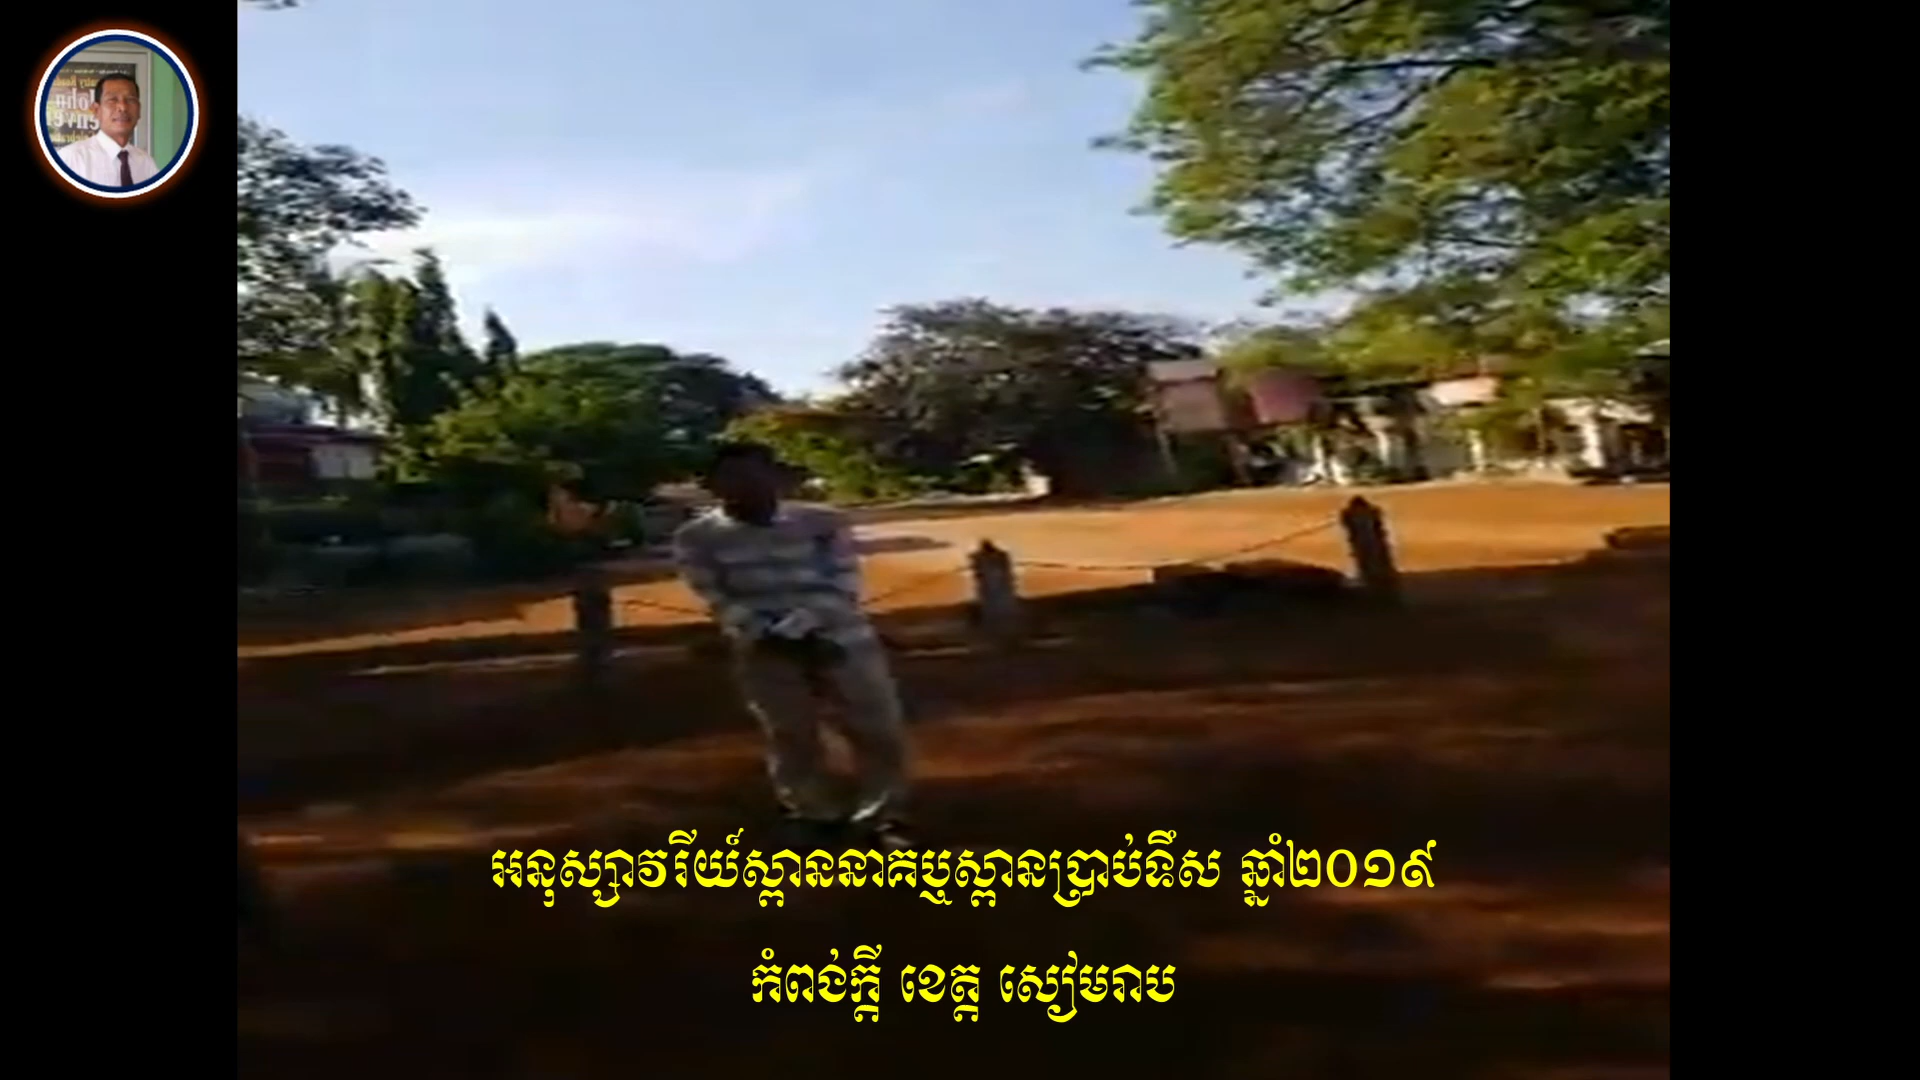 អនុស្សាវរីយ៍ស្ពាននាគឬស្ពានប្រាប់ទិស ឆ្នាំ២០១៩
កំពង់ក្តី ខេត្ត សៀមរាប